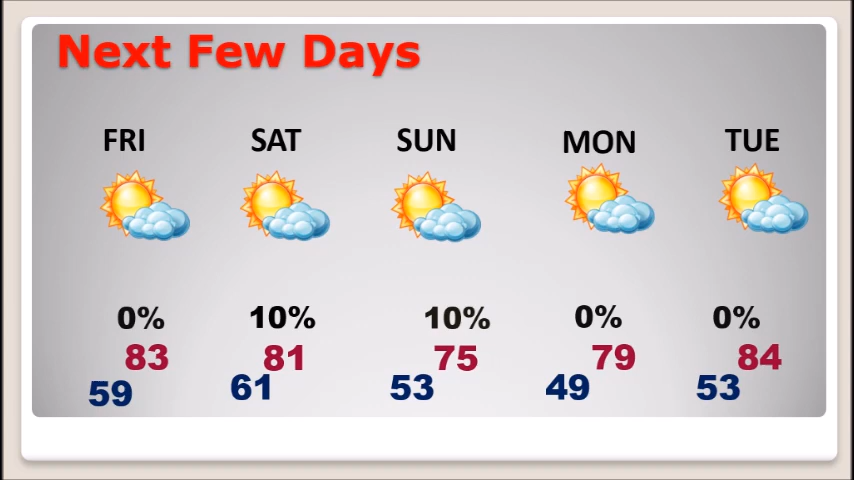 Next Few Days
FRI SAT SUN MON TUE
0% 10% 10% 0% 0%
83 81 75 79 84
59 61 53 49 53